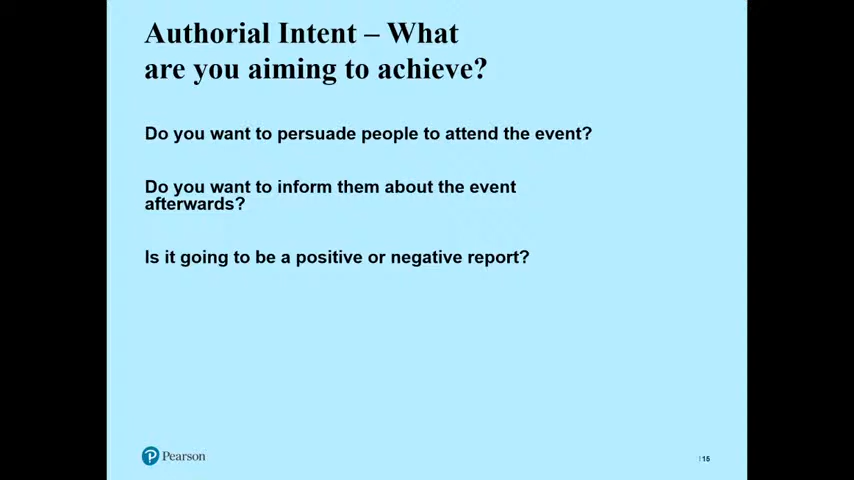 Authorial Intent – What
are you aiming to achieve?
Do you want to persuade people to attend the event?
Do you want to inform them about the event
afterwards?
Is it going to be a positive or negative report?
Pearson
15